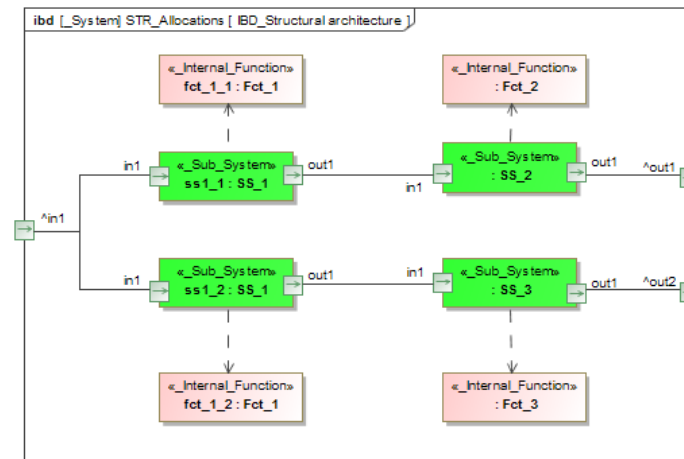 ibd [_System] STR_Allocations [ IBD_Structural architecture ]
«_Internal_Function»
fct_1_1 : Fct_1
«_Internal_Function»
: Fct_2
in1
«_Sub_System»
ss1_1 : SS_1
out1
in1
«_Sub_System»
: SS_2
out1
^out1
^in1
in1
«_Sub_System»
ss1_2 : SS_1
out1
in1
«_Sub_System»
: SS_3
out1
^out2
«_Internal_Function»
fct_1_2 : Fct_1
«_Internal_Function»
: Fct_3